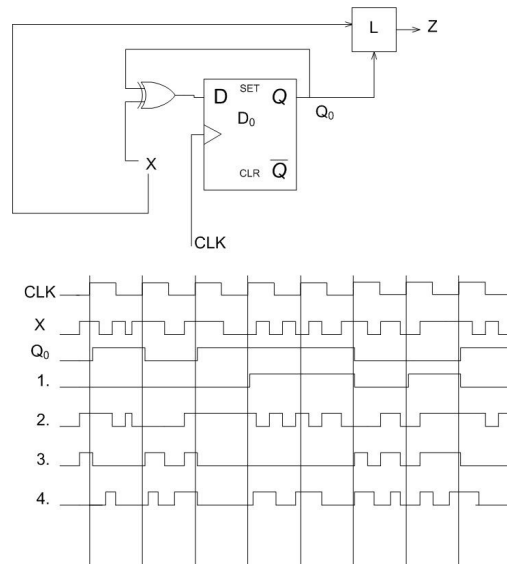 L
Z
D
SET
Q
D0
Q0
CLR
Q
X
CLK
CLK
X
Q0
1.
2.
3.
4.